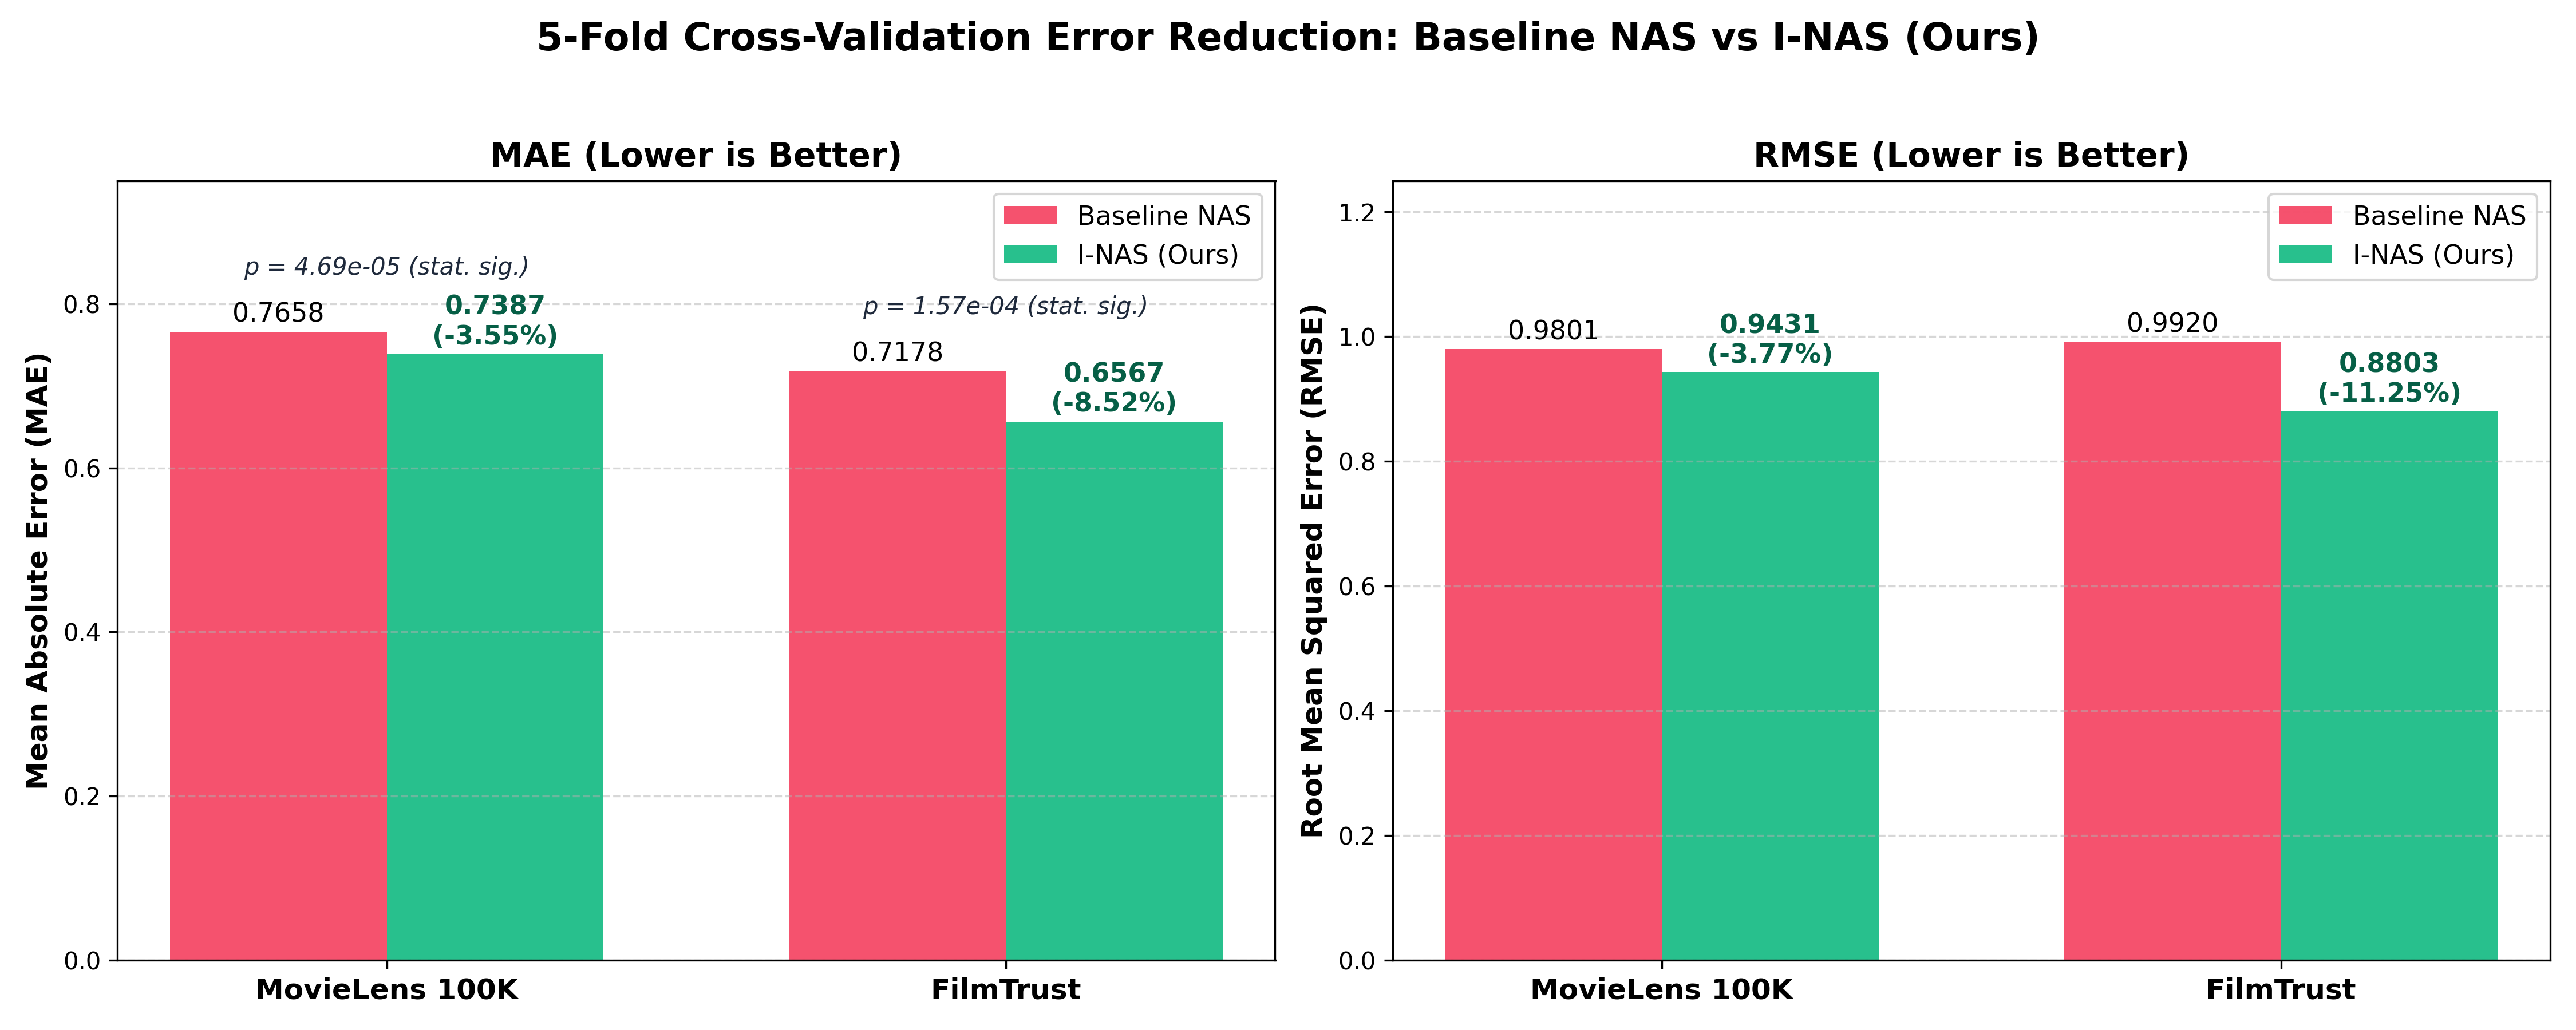 5-Fold Cross-Validation Error Reduction: Baseline NAS vs I-NAS (Ours)
MAE (Lower is Better)
Mean Absolute Error (MAE)
0.8
0.6
0.4
0.2
0.0
Baseline NAS
I-NAS (Ours)
p = 4.69e-05 (stat. sig.)
0.7658
0.7387
(-3.55%)
p = 1.57e-04 (stat. sig.)
0.7178
0.6567
(-8.52%)
MovieLens 100K
FilmTrust
RMSE (Lower is Better)
Root Mean Squared Error (RMSE)
1.2
1.0
0.8
0.6
0.4
0.2
0.0
Baseline NAS
I-NAS (Ours)
0.9801
0.9431
(-3.77%)
0.9920
0.8803
(-11.25%)
MovieLens 100K
FilmTrust